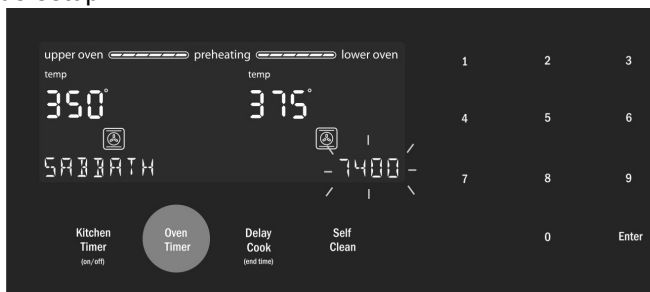 upper oven preheating lower oven
temp temp
350° 375°
SABBATH 7400
1 2 3
4 5 6
7 8 9
0 Enter
Kitchen
Timer
(on/off)
Oven
Timer
Delay
Cook
(end time)
Self
Clean